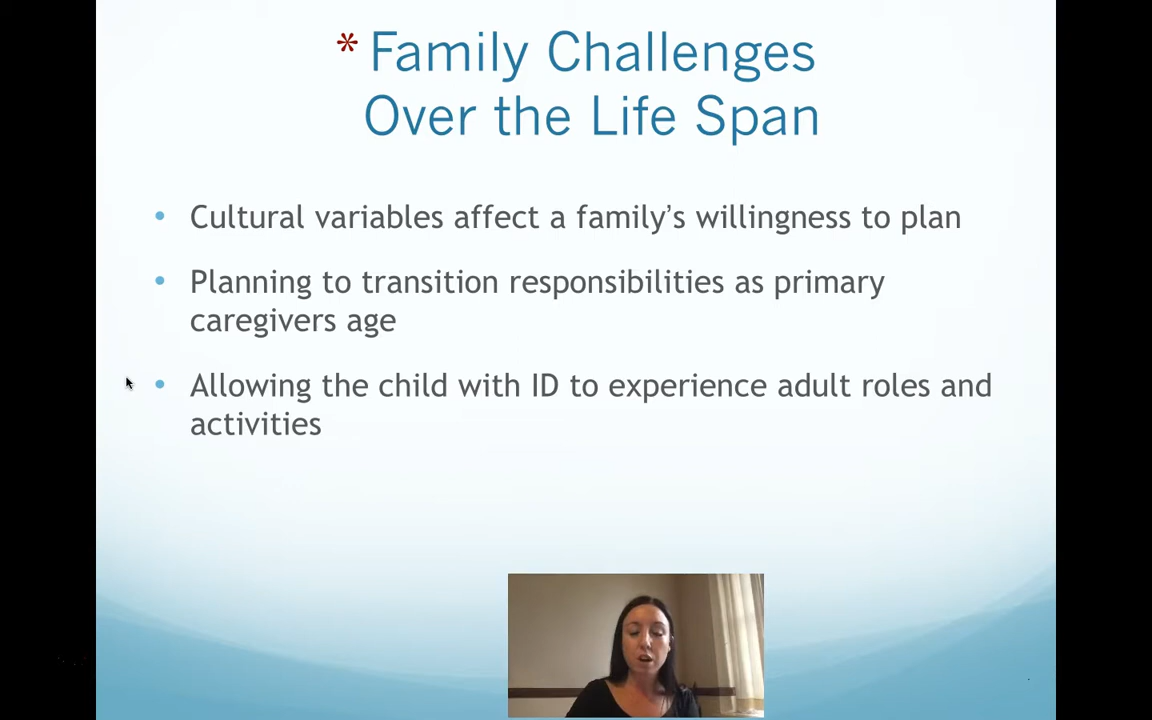 * Family Challenges
Over the Life Span
• Cultural variables affect a family’s willingness to plan
• Planning to transition responsibilities as primary
caregivers age
• Allowing the child with ID to experience adult roles and
activities